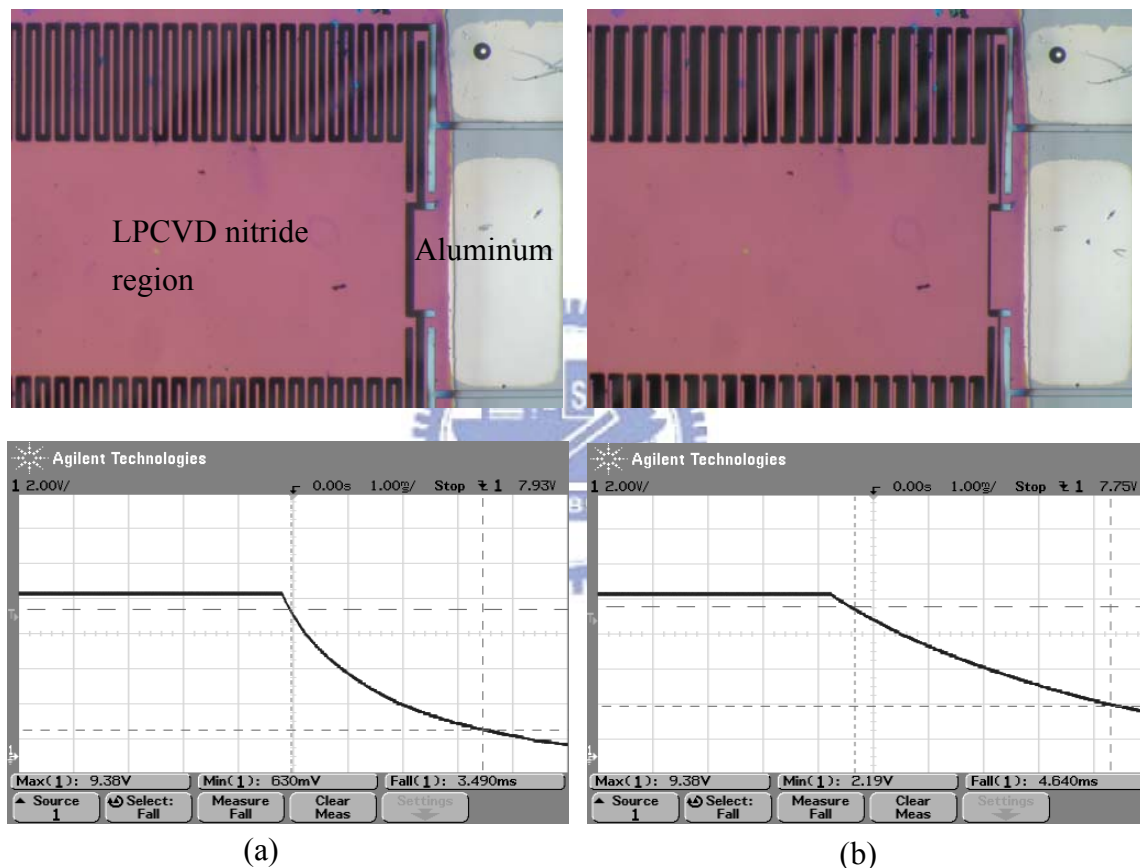 LPCVD nitride
region
Aluminum
Agilent Technologies
1 2.00V/ 0.00s 1.00㎳/ Stop 1 7.93V
Max(1): 9.38V Min(1): 630mV Fall(1): 3.490ms
Source
1
Select:
Fall
Measure
Fall
Clear
Meas
Settings
Agilent Technologies
1 2.00V/ 0.00s 1.00㎳/ Stop 1 7.75V
Max(1): 9.38V Min(1): 2.19V Fall(1): 4.640ms
Source
1
Select:
Fall
Measure
Fall
Clear
Meas
Settings
(a)
(b)